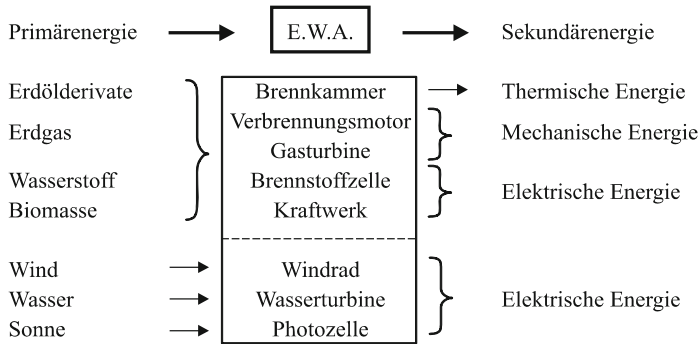 Primärenergie E.W.A. Sekundärenergie
Erdölderivate Brennkammer Thermische Energie
Erdgas Verbrennungsmotor Mechanische Energie
Gasturbine
Wasserstoff Brennstoffzelle Elektrische Energie
Biomasse Kraftwerk
Wind Windrad
Wasser Wasserturbine Elektrische Energie
Sonne Photozelle